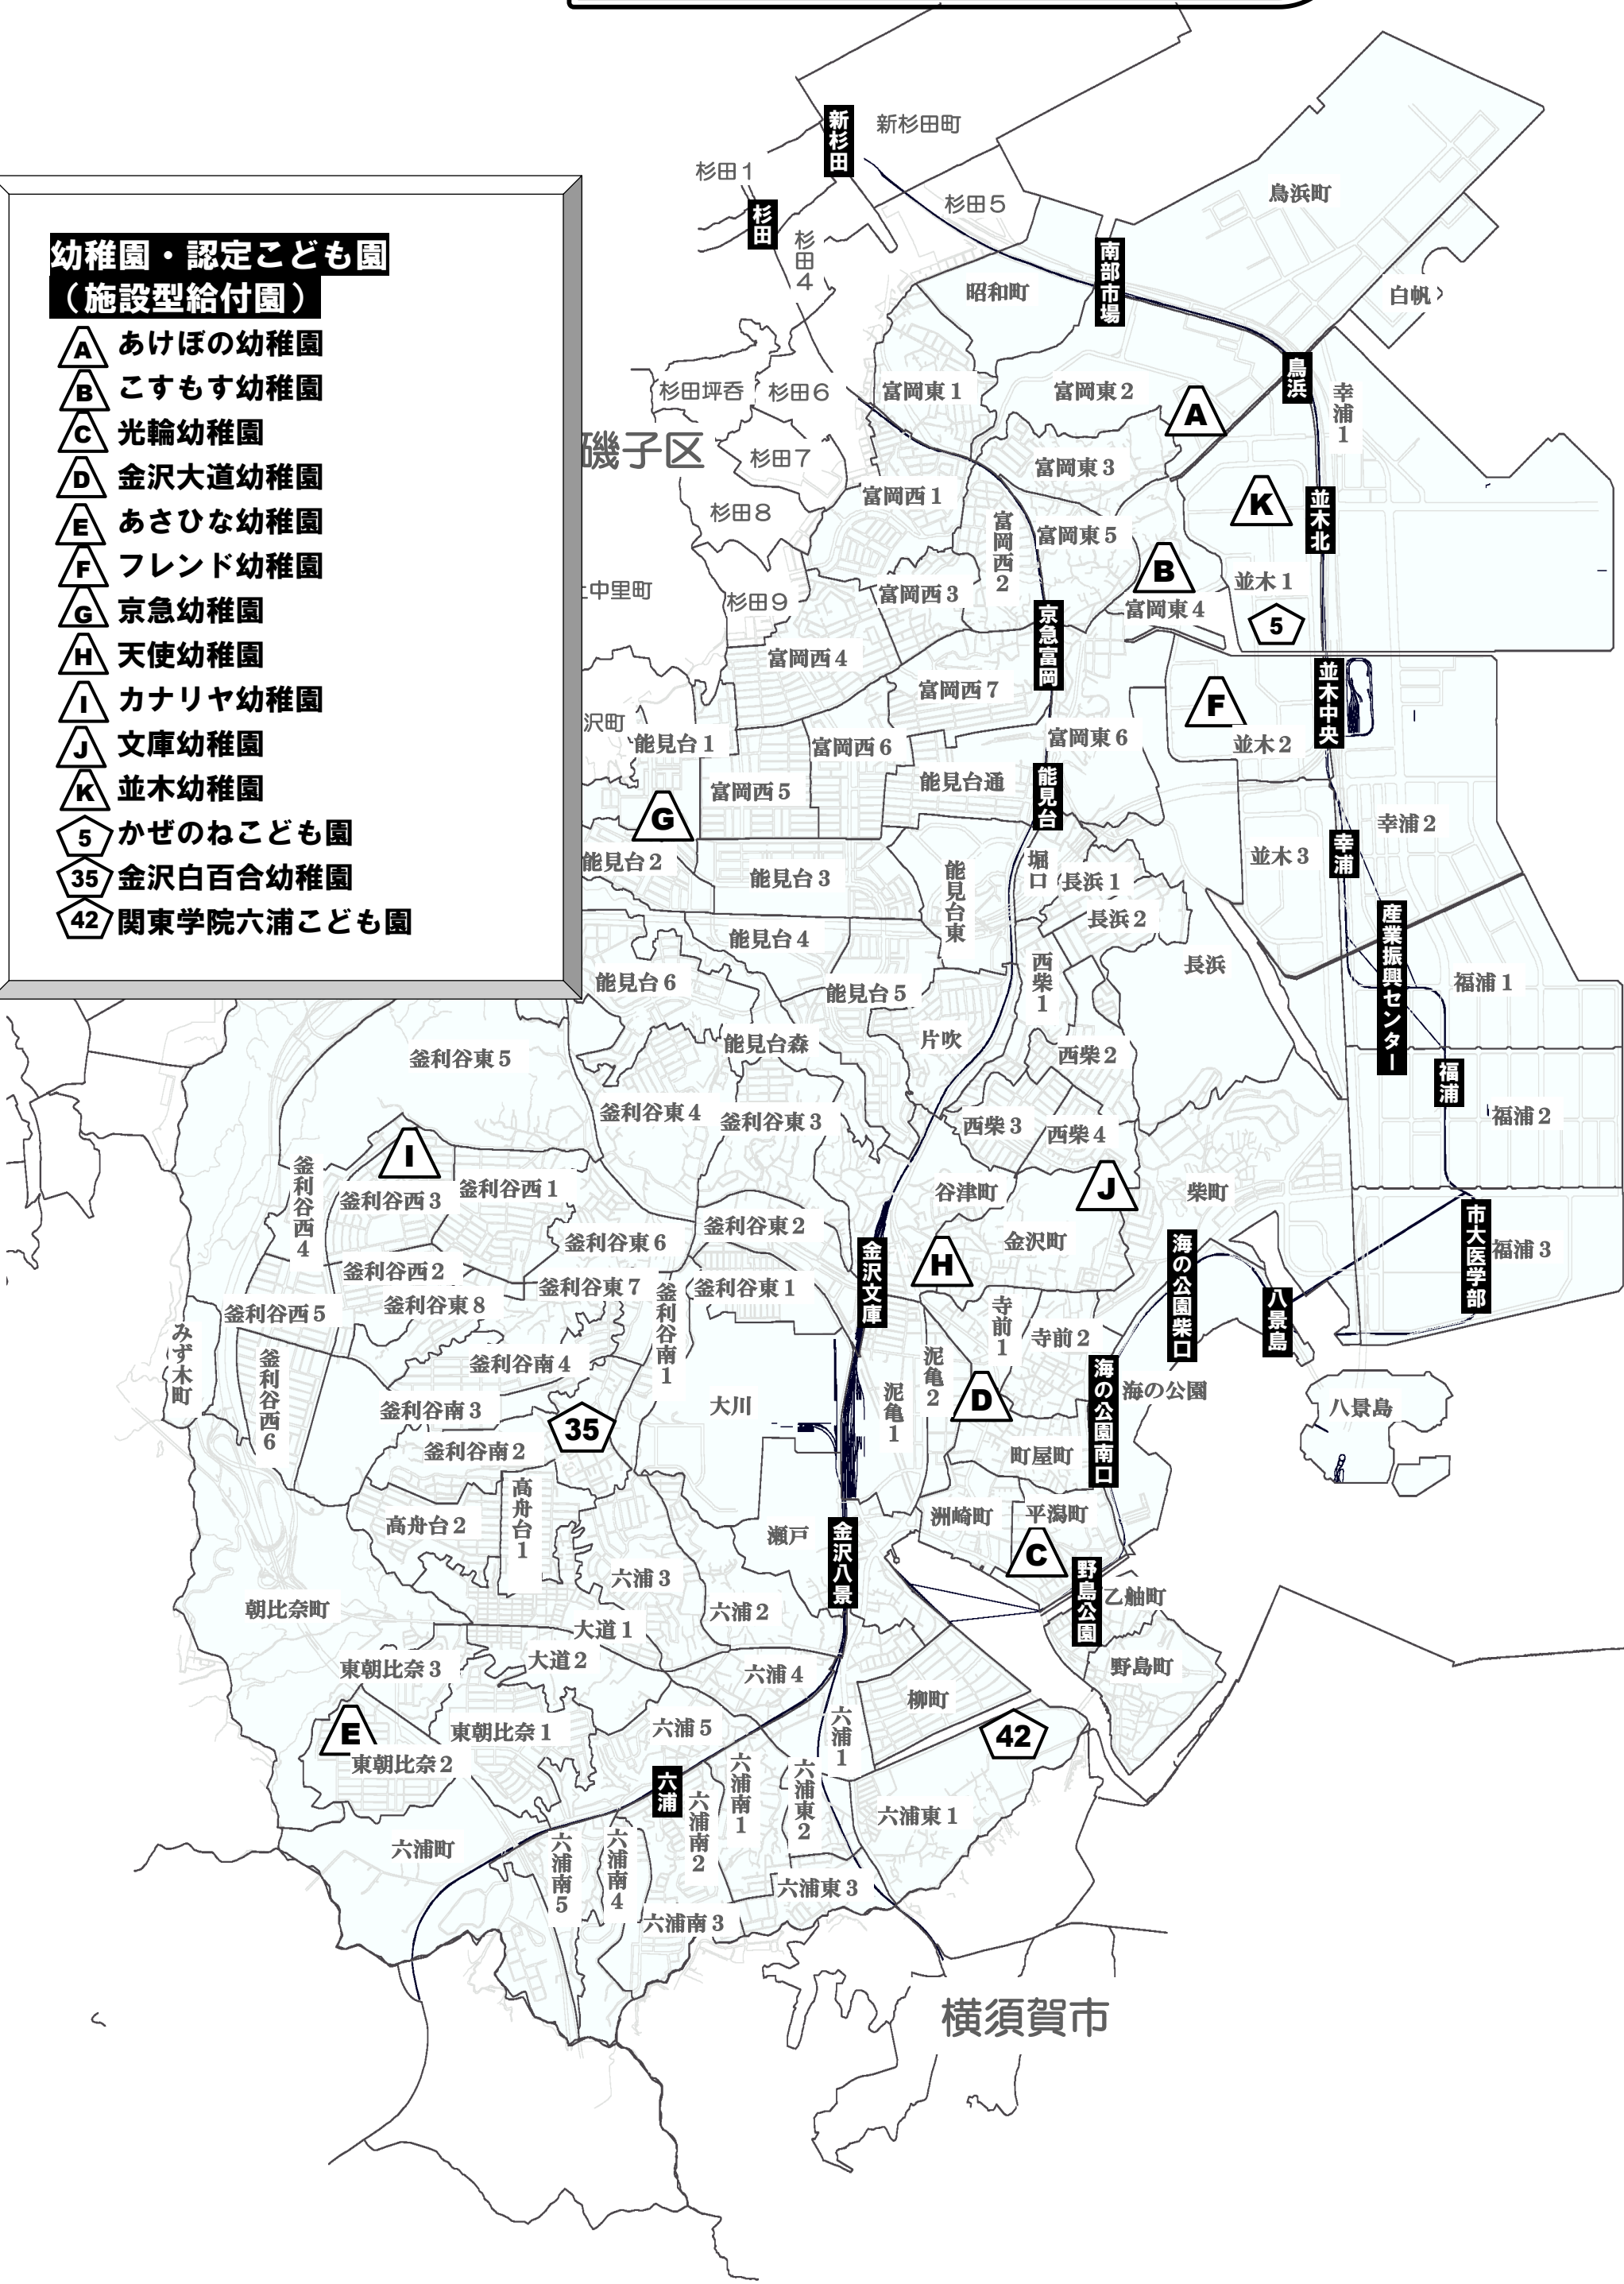 幼稚園・認定こども園
（施設型給付園）
A あけぼの幼稚園
B こすもす幼稚園
C 光輪幼稚園
D 金沢大道幼稚園
E あさひな幼稚園
F フレンド幼稚園
G 京急幼稚園
H 天使幼稚園
I カナリヤ幼稚園
J 文庫幼稚園
K 並木幼稚園
5 かぜのねこども園
35 金沢白百合幼稚園
42 関東学院六浦こども園
新杉田
新杉田町
杉田1
杉田
杉田5
杉田4
鳥浜町
南部市場
昭和町
白帆
鳥浜
杉田坪呑
杉田6
富岡東1
富岡東2
A
幸浦1
磯子区
杉田7
富岡東3
富岡西1
K
並木北
杉田8
富岡西2
富岡東5
B
並木1
中里町
杉田9
富岡西3
富岡東4
5
京急富岡
富岡西4
富岡西7
F
並木中央
沢町
能見台1
富岡西6
富岡東6
並木2
富岡西5
能見台通
能見台
G
幸浦2
幸浦
並木3
能見台2
能見台3
能見台東
堀口
長浜1
長浜2
産業振興センター
能見台4
西柴1
長浜
能見台6
能見台5
福浦1
能見台森
片吹
西柴2
釜利谷東5
福浦
釜利谷東4
釜利谷東3
西柴3
西柴4
福浦2
I
釜利谷西4
釜利谷西3
釜利谷西1
谷津町
J
柴町
釜利谷東2
釜利谷東6
金沢文庫
H
金沢町
海の公園柴口
市大医学部
福浦3
釜利谷西2
釜利谷東7
釜利谷南1
釜利谷東1
釜利谷西5
釜利谷東8
寺前1
寺前2
八景島
みず木町
釜利谷西6
釜利谷南4
泥亀2
泥亀1
D
海の公園南口
海の公園
八景島
釜利谷南3
35
大川
釜利谷南2
町屋町
高舟台1
高舟台2
瀬戸
金沢八景
洲崎町
平潟町
C
野島公園
乙舳町
六浦3
六浦2
朝比奈町
大道1
大道2
東朝比奈3
六浦4
野島町
柳町
E
東朝比奈1
東朝比奈2
六浦5
六浦1
42
六浦
六浦南1
六浦南2
六浦東2
六浦東1
六浦町
六浦南5
六浦南4
六浦東3
六浦南3
横須賀市